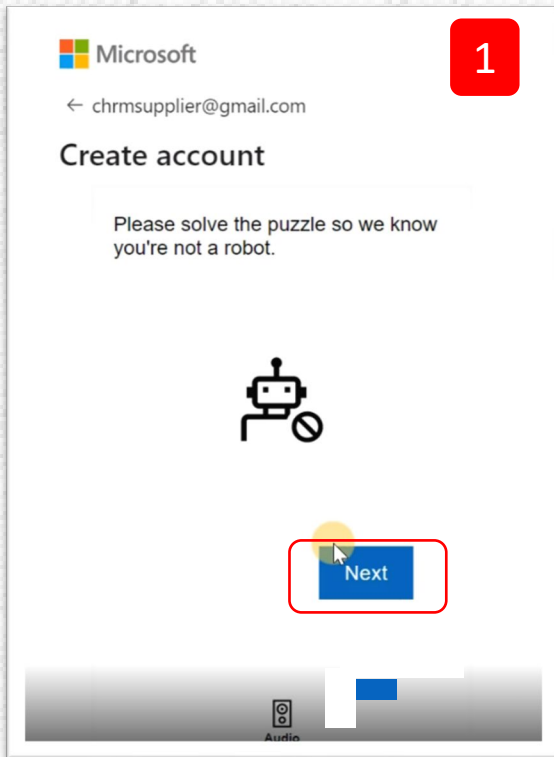 Microsoft
1
← chrmsupplier@gmail.com
Create account
Please solve the puzzle so we know
you're not a robot.
Next
Audio